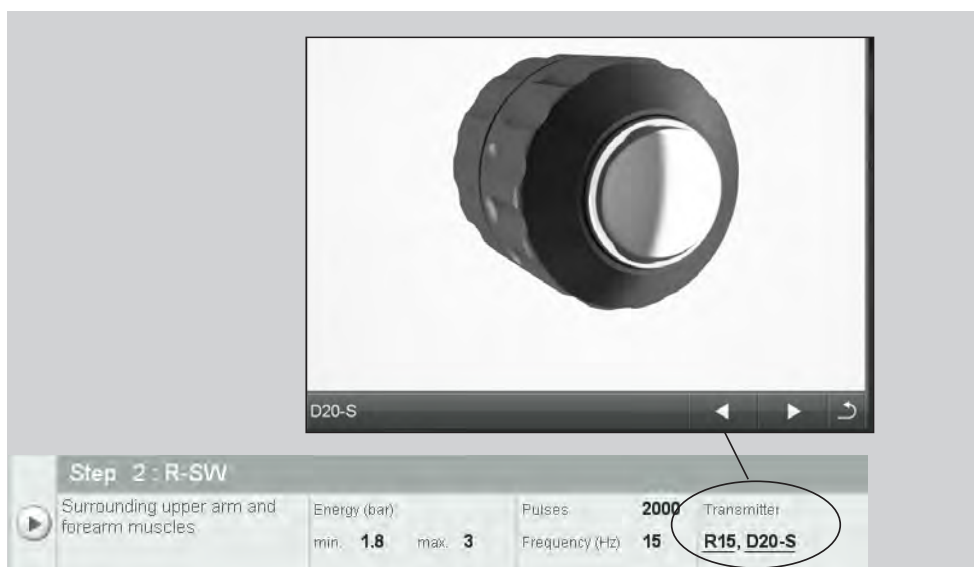 D20-S
Step 2 : R-SW
Surrounding upper arm and
forearm muscles
Energy (bar)
min. 1.8 max. 3
Pulses 2000
Frequency (Hz) 15
Transmitter
R15, D20-S